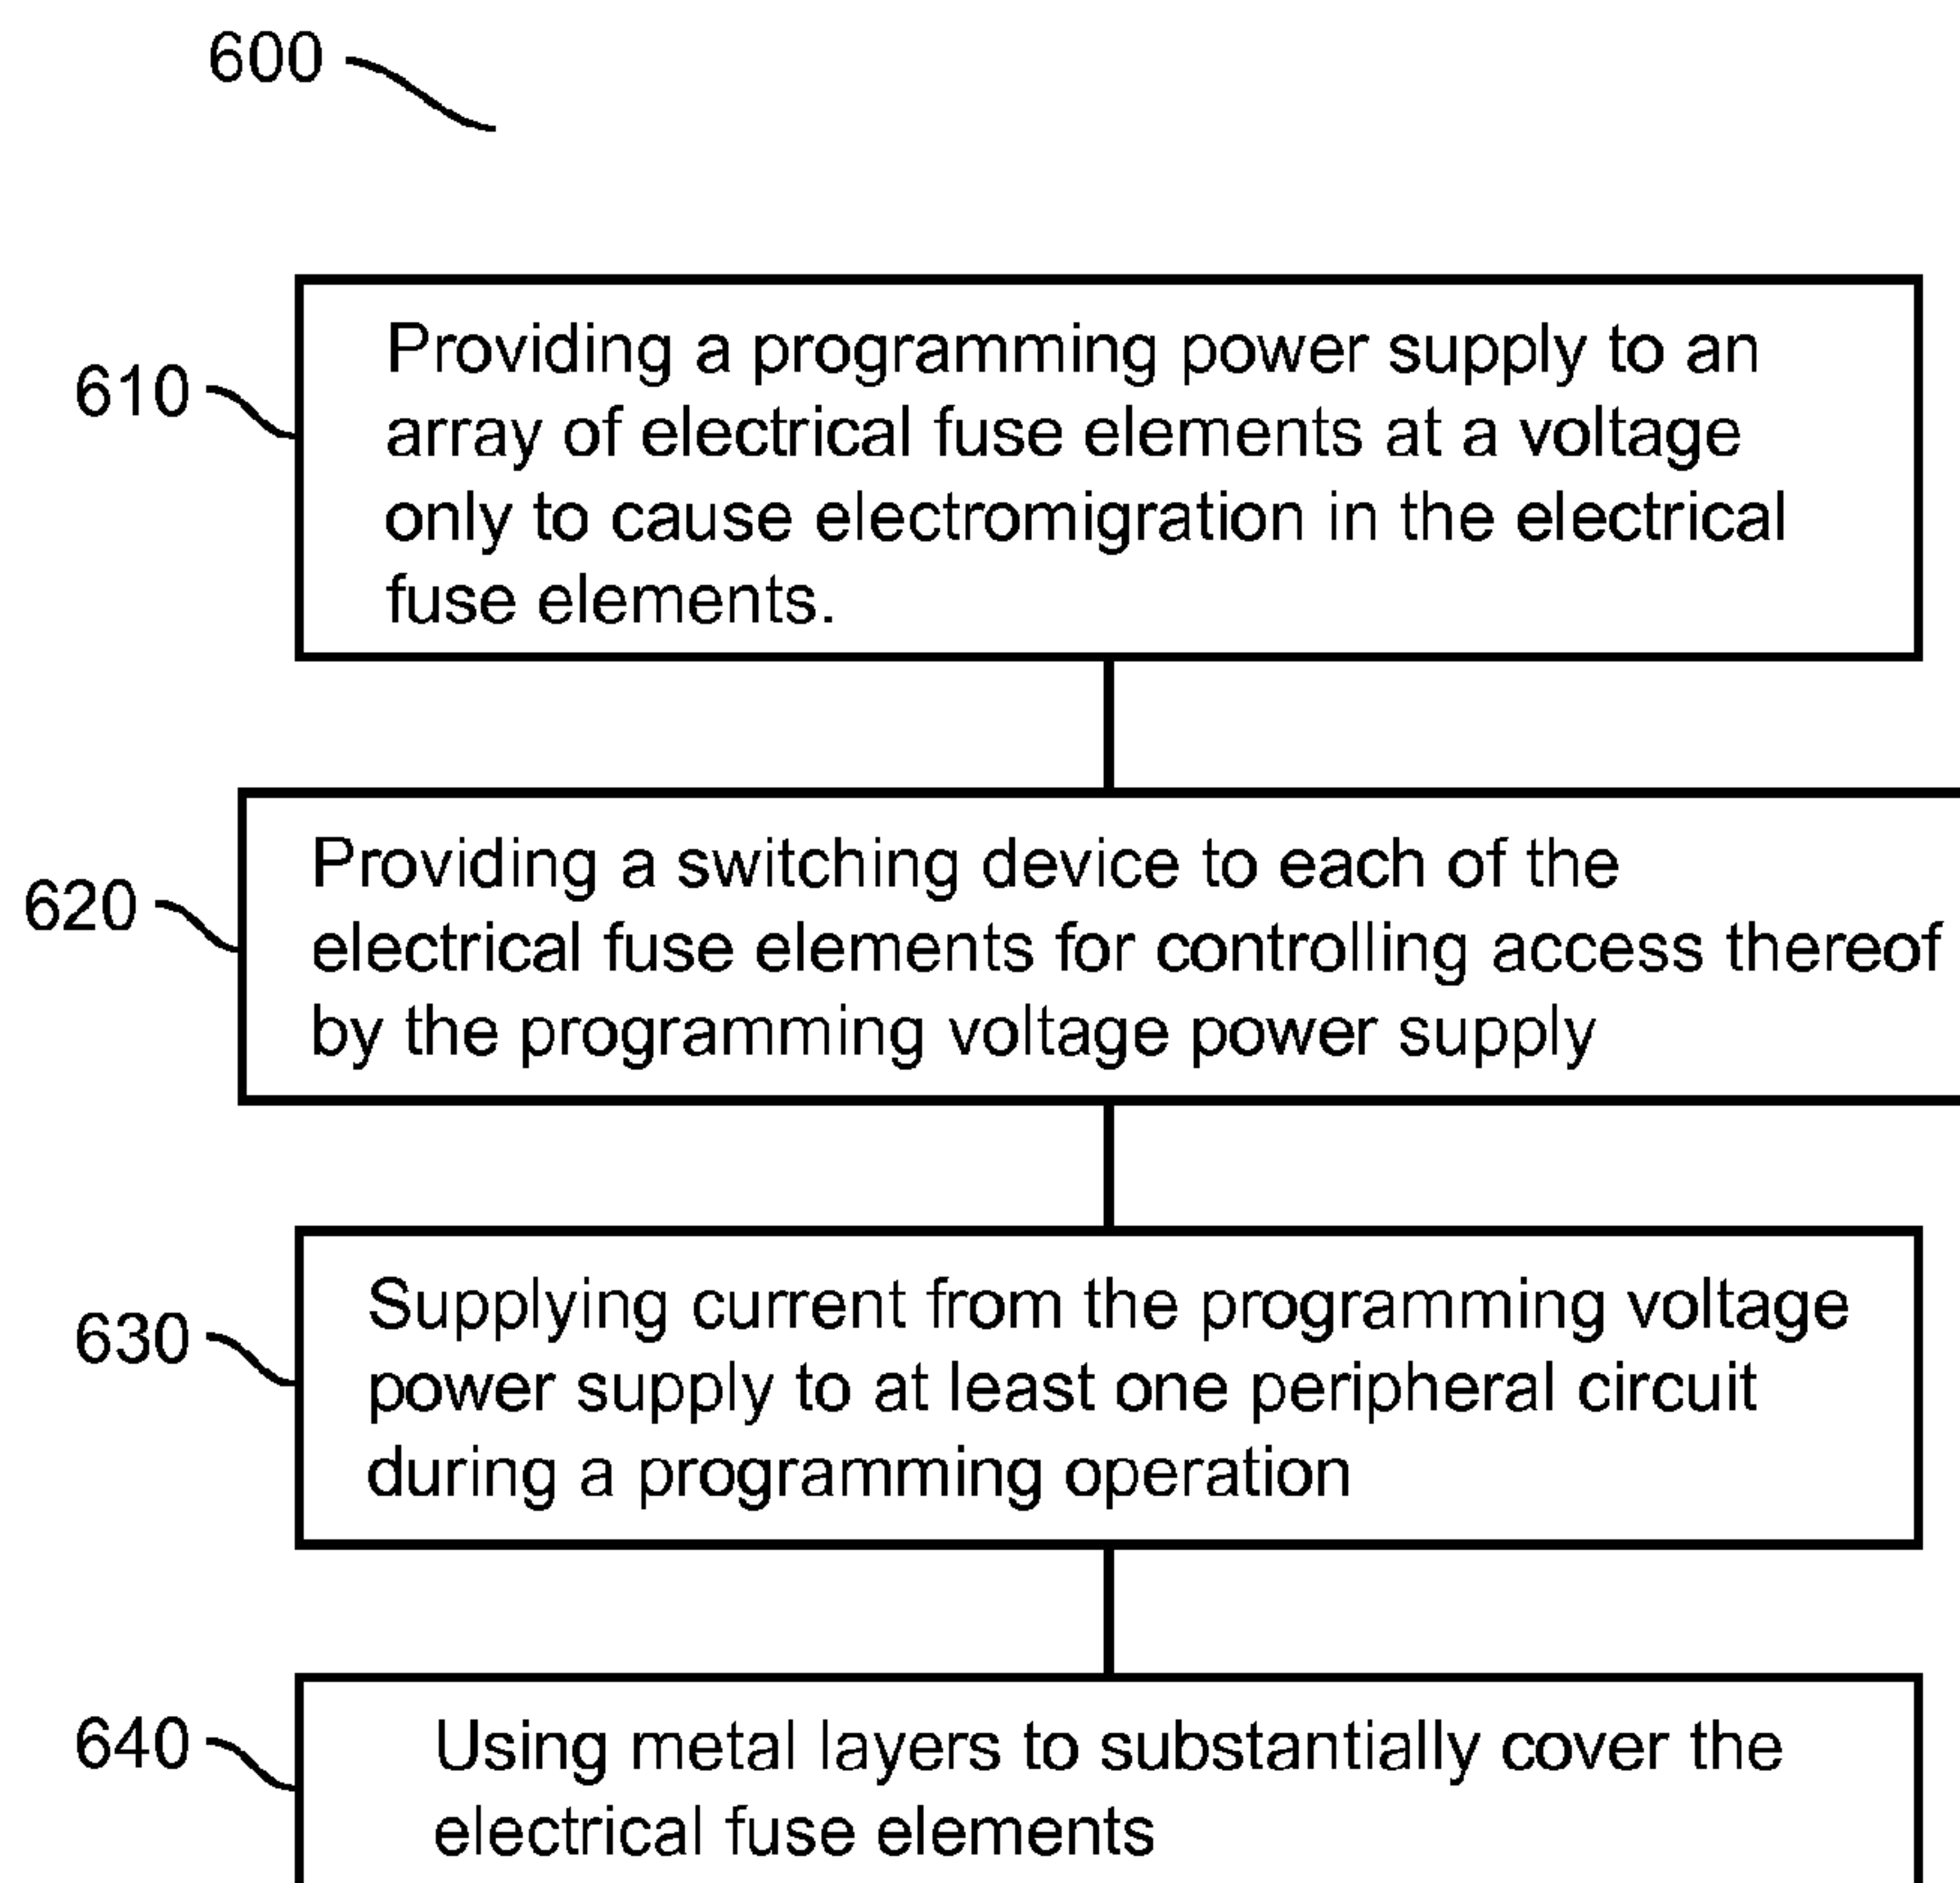 600
610
Providing a programming power supply to an
array of electrical fuse elements at a voltage
only to cause electromigration in the electrical
fuse elements.
620
Providing a switching device to each of the
electrical fuse elements for controlling access thereof
by the programming voltage power supply
630
Supplying current from the programming voltage
power supply to at least one peripheral circuit
during a programming operation
640
Using metal layers to substantially cover the
electrical fuse elements